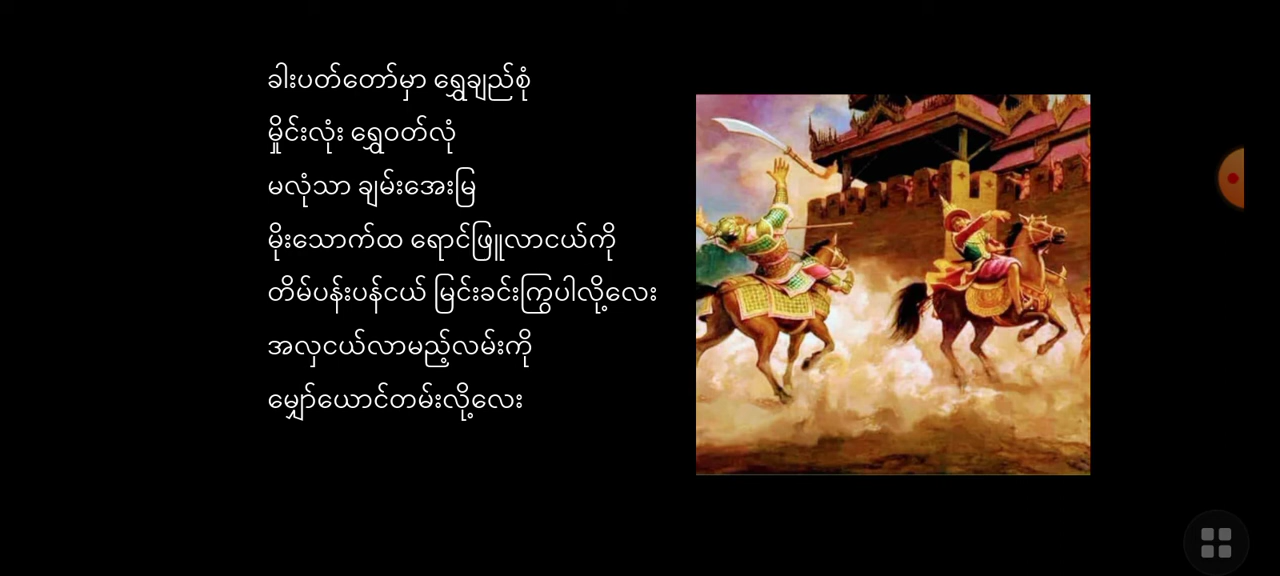 ခါးပတ်တော်မှာ ရွှေချည်စုံ
မှိုင်းလုံး ရွှေဝတ်လုံ
မလုံသာ ချမ်းအေးမြ
မိုးသောက်ထ ရောင်ဖြူလာငယ်ကို
တိမ်ပန်းပန်ငယ် မြင်းခင်းကြွပါလို့လေး
အလှငယ်လာမည့်လမ်းကို
မျှော်ယောင်တမ်းလို့လေး